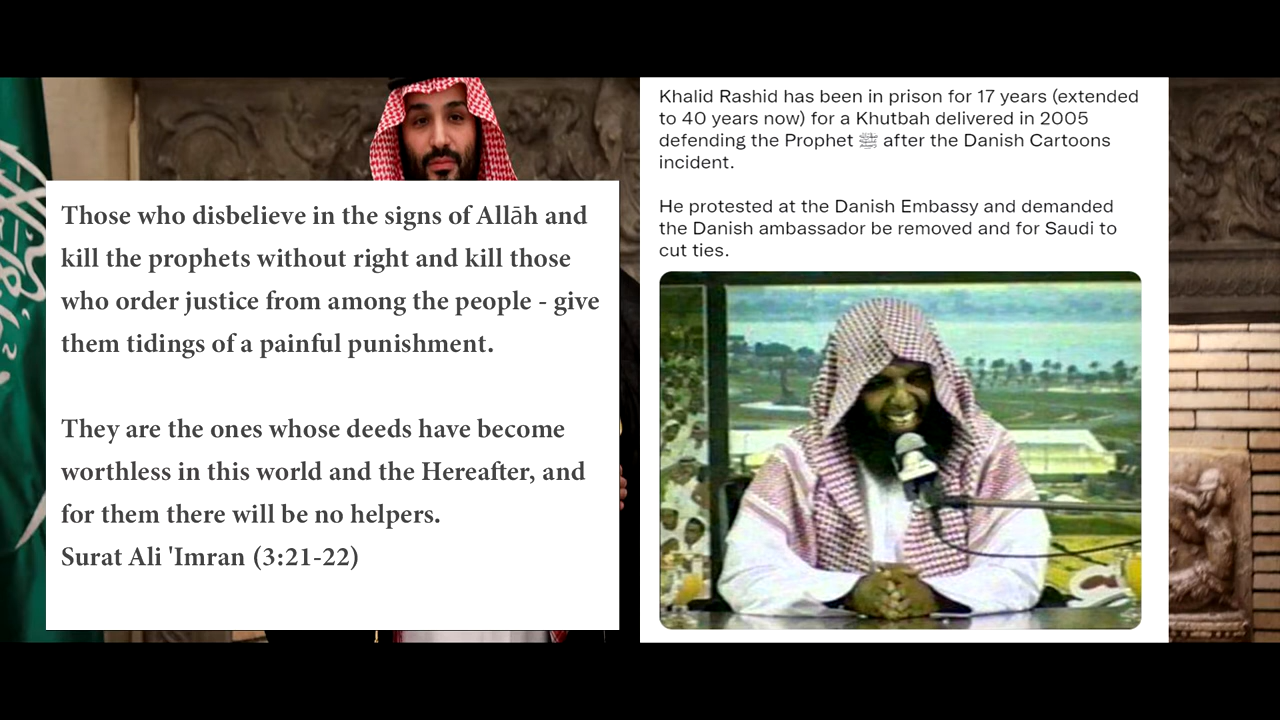 Those who disbelieve in the signs of Allāh and
kill the prophets without right and kill those
who order justice from among the people - give
them tidings of a painful punishment.
They are the ones whose deeds have become
worthless in this world and the Hereafter, and
for them there will be no helpers.
Surat Ali 'Imran (3:21-22)
Khalid Rashid has been in prison for 17 years (extended
to 40 years now) for a Khutbah delivered in 2005
defending the Prophet ﷺ after the Danish Cartoons
incident.
He protested at the Danish Embassy and demanded
the Danish ambassador be removed and for Saudi to
cut ties.